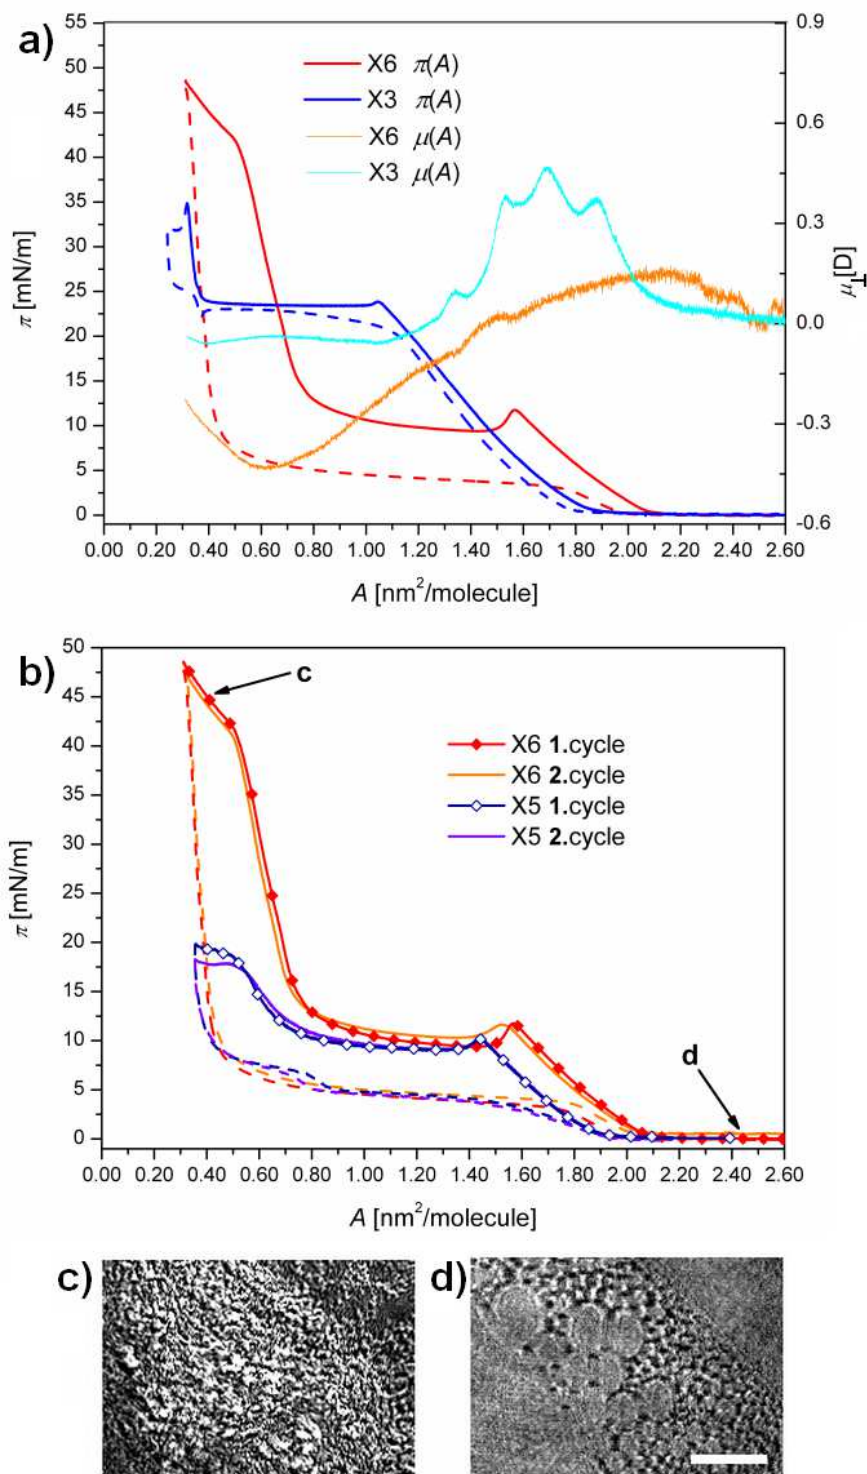 a)
55
50
45
40
35
30
25
20
15
10
5
0
π [mN/m]
X6 π(A)
X3 π(A)
X6 μ(A)
X3 μ(A)
0.9
0.6
0.3
0.0
-0.3
-0.6
μ⊥[D]
0.00 0.20 0.40 0.60 0.80 1.00 1.20 1.40 1.60 1.80 2.00 2.20 2.40 2.60
A [nm²/molecule]
b)
50
45
40
35
30
25
20
15
10
5
0
π [mN/m]
c
X6 1.cycle
X6 2.cycle
X5 1.cycle
X5 2.cycle
d
0.00 0.20 0.40 0.60 0.80 1.00 1.20 1.40 1.60 1.80 2.00 2.20 2.40 2.60
A [nm²/molecule]
c)
d)